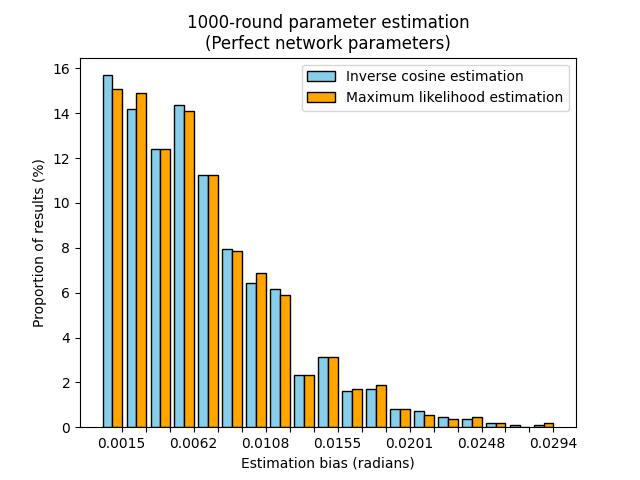 1000-round parameter estimation
(Perfect network parameters)
Inverse cosine estimation
Maximum likelihood estimation
Proportion of results (%)
16
14
12
10
8
6
4
2
0
0.0015 0.0062 0.0108 0.0155 0.0201 0.0248 0.0294
Estimation bias (radians)